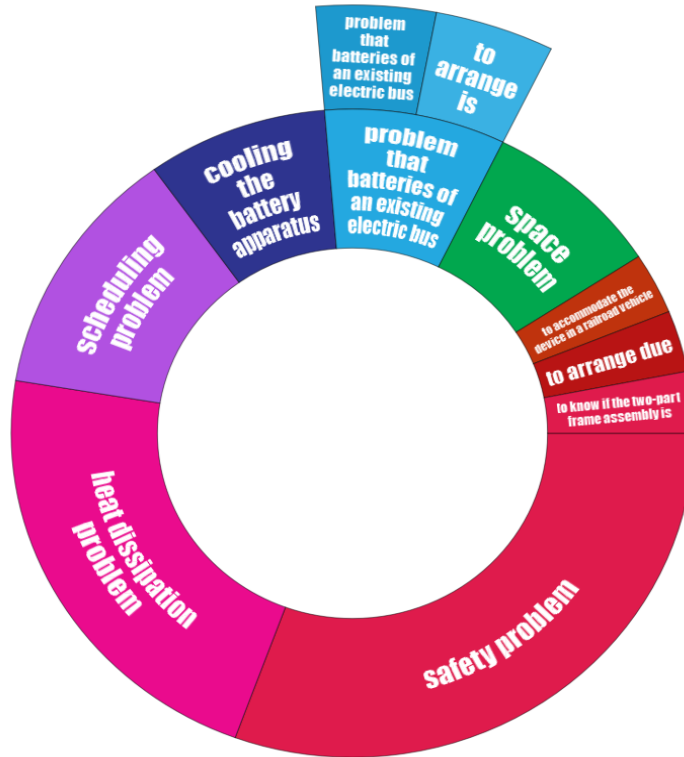 problem
that
batteries of
an existing
electric bus
to
arrange
is
cooling
the
battery
apparatus
problem
that
batteries of
an existing
electric bus
space
problem
scheduling
problem
to accommodate the
device in a railroad vehicle
to arrange due
to know if the two-part
frame assembly is
heat dissipation
problem
safety problem